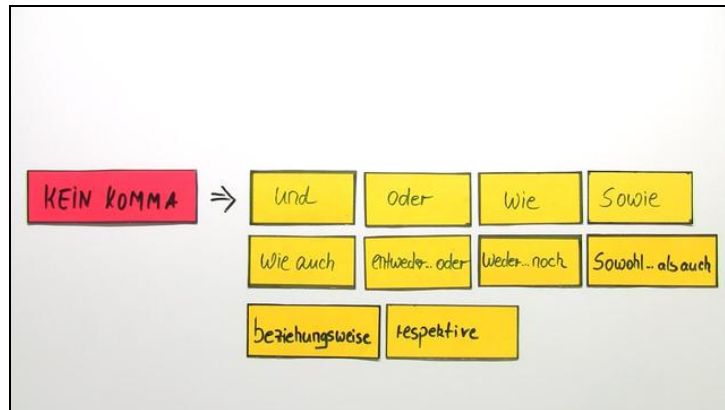 KEIN KOMMA ⇒ und oder wie Sowie
Wie auch entweder...oder Weder...noch Sowohl...als auch
beziehungsweise respektive